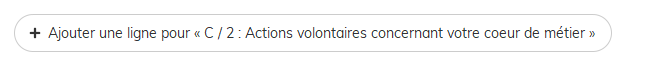 + Ajouter une ligne pour « C / 2 : Actions volontaires concernant votre coeur de métier »